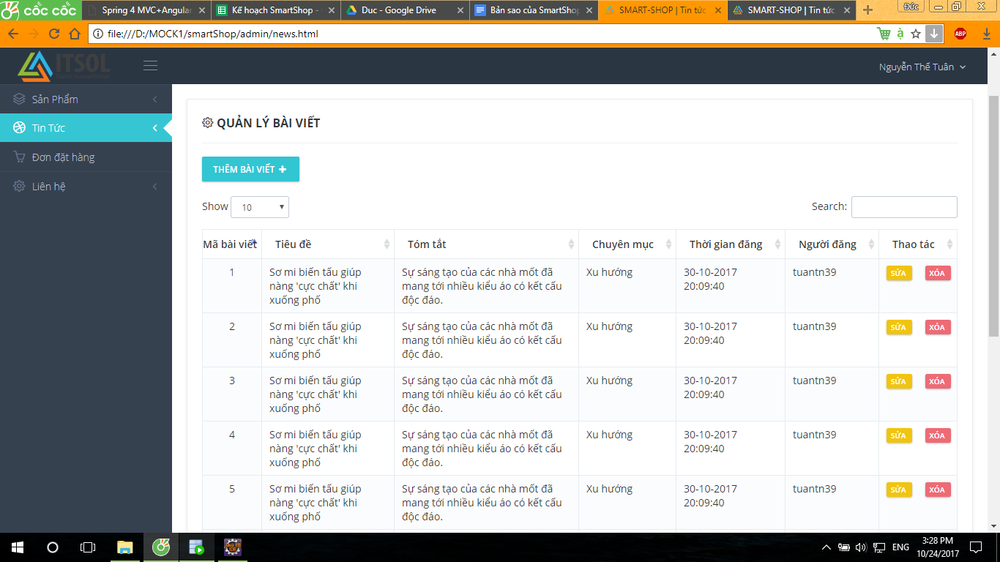 cốc cốc
Spring 4 MVC+Angular
Kế hoạch SmartShop -
Duc - Google Drive
Bản sao của SmartShop
SMART-SHOP | Tin tức
SMART-SHOP | Tin tức
Đức
file:///D:/MOCK1/smartShop/admin/news.html
ABP
ITSOL
Nguyễn Thế Tuân
Sản Phẩm
Tin Tức
Đơn đặt hàng
Liên hệ
QUẢN LÝ BÀI VIẾT
THÊM BÀI VIẾT
Show 10
Search:
Mã bài viết Tiêu đề Tóm tắt Chuyên mục Thời gian đăng Người đăng Thao tác
1 Sơ mi biến tấu giúp Sự sáng tạo của các nhà mốt đã Xu hướng 30-10-2017 tuantn39 SỬA XÓA
nàng 'cực chất' khi mang tới nhiều kiểu áo có kết cấu 20:09:40
xuống phố độc đáo.
2 Sơ mi biến tấu giúp Sự sáng tạo của các nhà mốt đã Xu hướng 30-10-2017 tuantn39 SỬA XÓA
nàng 'cực chất' khi mang tới nhiều kiểu áo có kết cấu 20:09:40
xuống phố độc đáo.
3 Sơ mi biến tấu giúp Sự sáng tạo của các nhà mốt đã Xu hướng 30-10-2017 tuantn39 SỬA XÓA
nàng 'cực chất' khi mang tới nhiều kiểu áo có kết cấu 20:09:40
xuống phố độc đáo.
4 Sơ mi biến tấu giúp Sự sáng tạo của các nhà mốt đã Xu hướng 30-10-2017 tuantn39 SỬA XÓA
nàng 'cực chất' khi mang tới nhiều kiểu áo có kết cấu 20:09:40
xuống phố độc đáo.
5 Sơ mi biến tấu giúp Sự sáng tạo của các nhà mốt đã Xu hướng 30-10-2017 tuantn39 SỬA XÓA
nàng 'cực chất' khi mang tới nhiều kiểu áo có kết cấu 20:09:40
xuống phố độc đáo.
ENG
3:28 PM
10/24/2017